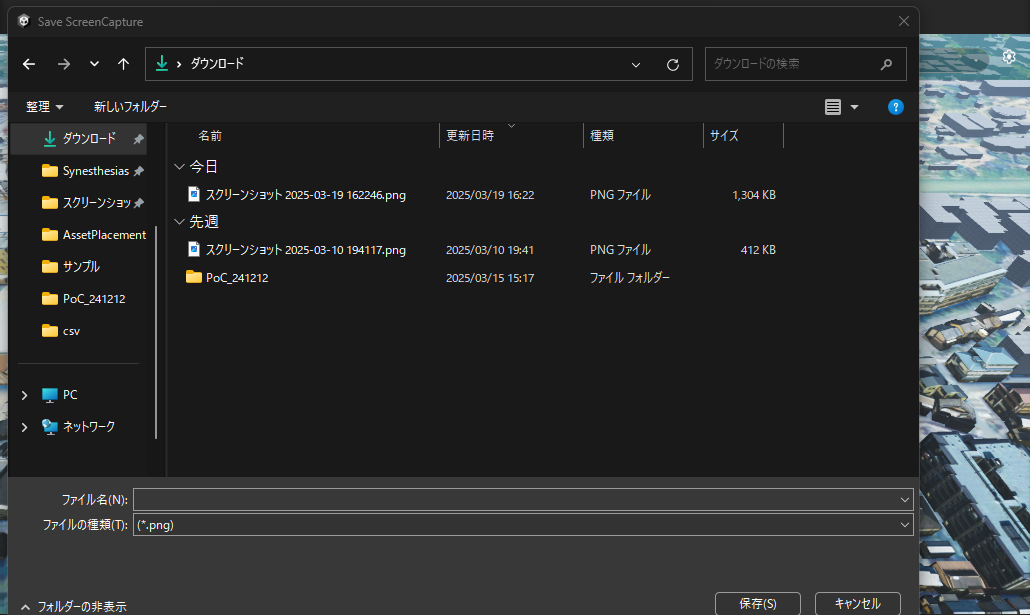 Save ScreenCapture
ダウンロード
ダウンロードの検索
整理 新しいフォルダー
名前 更新日時 種類 サイズ
ダウンロード
Synesthesias
スクリーンショッ
AssetPlacement
サンプル
PoC_241212
csv
PC
ネットワーク
今日
スクリーンショット 2025-03-19 162246.png 2025/03/19 16:22 PNG ファイル 1,304 KB
先週
スクリーンショット 2025-03-10 194117.png 2025/03/10 19:41 PNG ファイル 412 KB
PoC_241212 2025/03/15 15:17 ファイル フォルダー
ファイル名(N):
ファイルの種類(T): (*.png)
フォルダーの非表示 保存(S) キャンセル